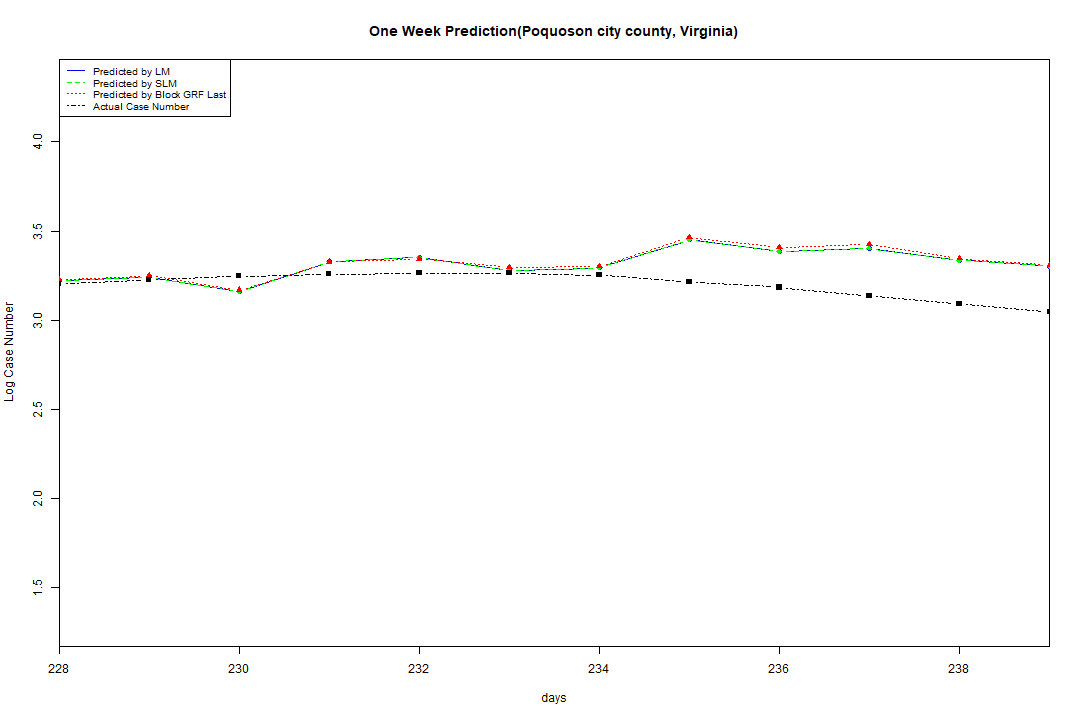 One Week Prediction(Poquoson city county, Virginia)
Predicted by LM
Predicted by SLM
Predicted by Block GRF Last
Actual Case Number
4.0
3.5
3.0
2.5
2.0
1.5
Log Case Number
228 230 232 234 236 238
days